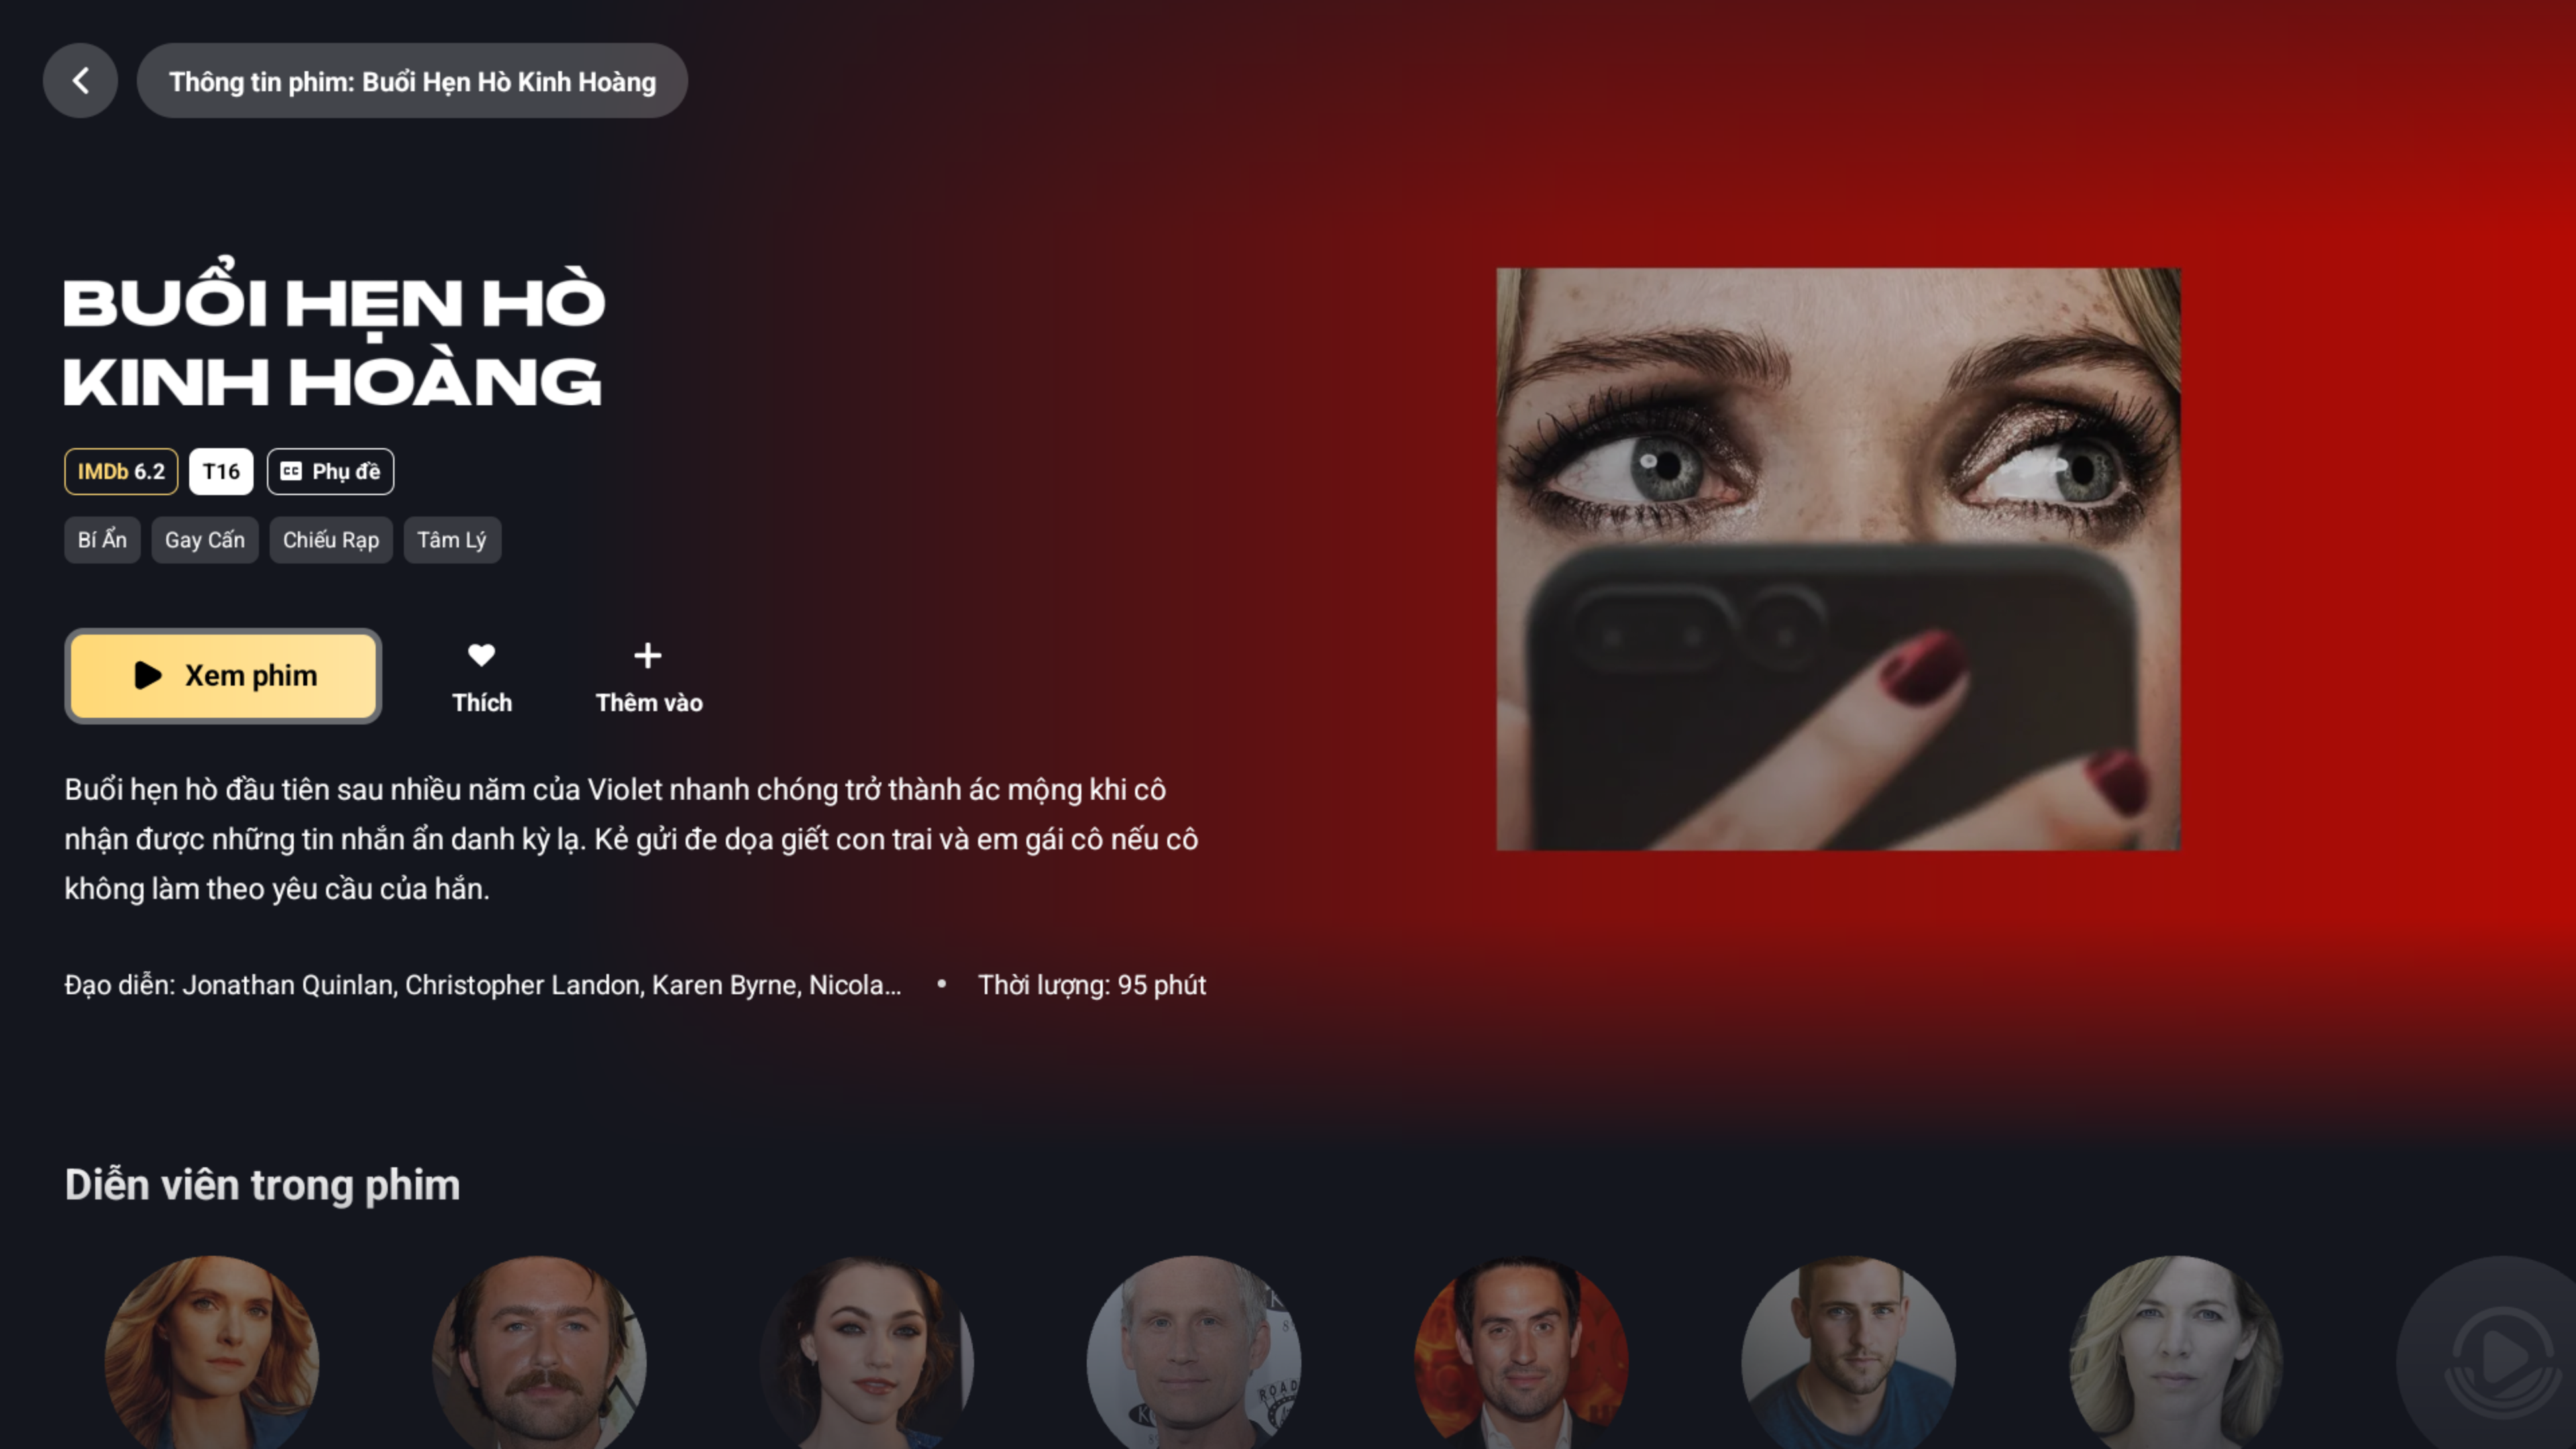 Thông tin phim: Buổi Hẹn Hò Kinh Hoàng
BUỔI HẸN HÒ
KINH HOÀNG
IMDb 6.2 T16 CC Phụ đề
Bí Ẩn Gay Cấn Chiếu Rạp Tâm Lý
Xem phim
Thích
Thêm vào
Buổi hẹn hò đầu tiên sau nhiều năm của Violet nhanh chóng trở thành ác mộng khi cô
nhận được những tin nhắn ẩn danh kỳ lạ. Kẻ gửi đe dọa giết con trai và em gái cô nếu cô
không làm theo yêu cầu của hắn.
Đạo diễn: Jonathan Quinlan, Christopher Landon, Karen Byrne, Nicola... • Thời lượng: 95 phút
Diễn viên trong phim